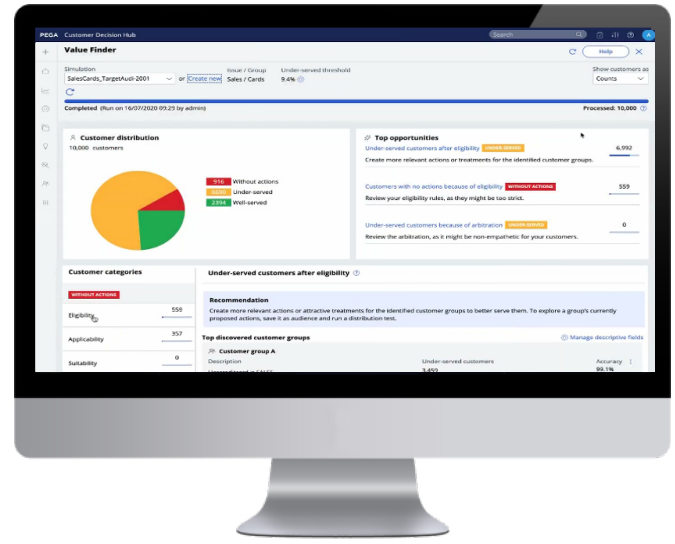 PEGA Customer Decision Hub
Search
A
Value Finder
Help
Simulation
Issue / Group
Under-served threshold
Show customers as
SalesCards_TargetAudi-2001
or Create new
Sales / Cards
9.4%
Counts
Completed (Run on 16/07/2020 09:25 by admin)
Processed: 10,000
Customer distribution
10,000 customers
916 Without actions
Under-served
2394 Well-served
Top opportunities
Under-served customers after eligibility UNDER-SERVED 6,992
Create more relevant actions or treatments for the identified customer groups.
Customers with no actions because of eligibility WITHOUT ACTIONS 559
Review your eligibility rules, as they might be too strict.
Under-served customers because of arbitration UNDER-SERVED 0
Review the arbitration, as it might be non-empathetic for your customers.
Customer categories
WITHOUT ACTIONS
Eligibility
Applicability 357
Suitability 0
Under-served customers after eligibility
Recommendation
Create more relevant actions or attractive treatments for the identified customer groups to better serve them. To explore a group's currently
proposed actions, save it as audience and run a distribution test.
Top discovered customer groups
Manage descriptive fields
Customer group A
Description
Under-served customers
Accuracy
3,459
99.1%